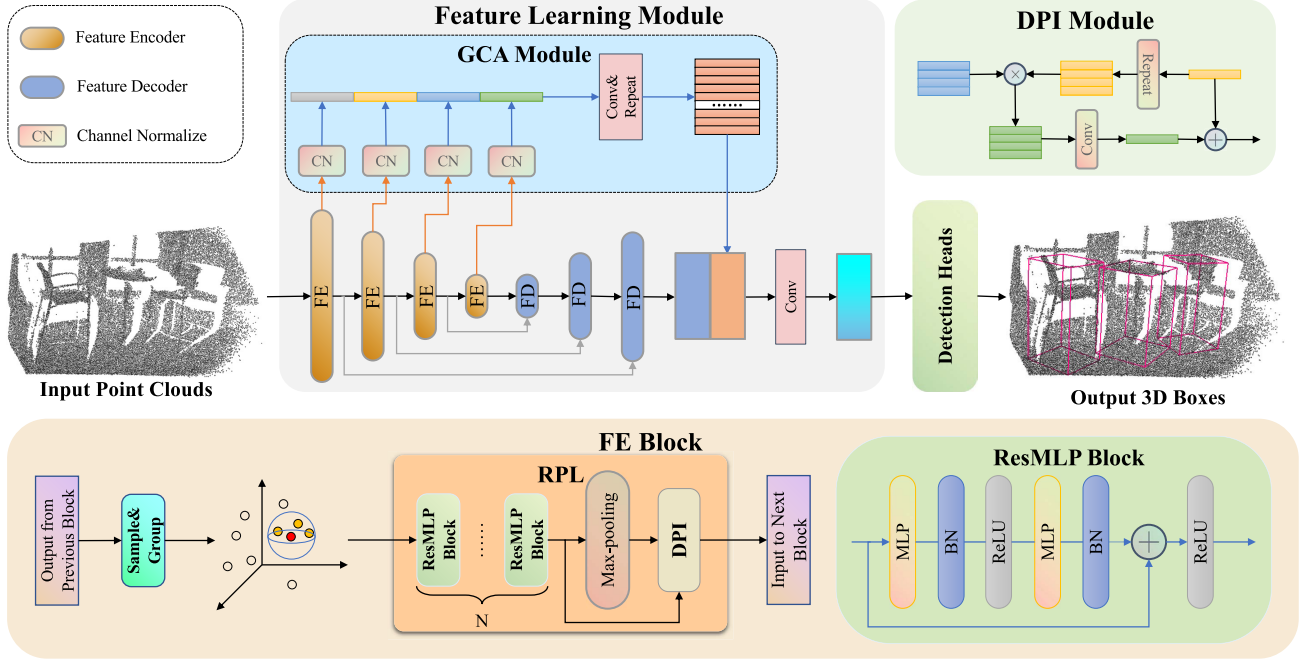 Feature Encoder
Feature Decoder
CN
Channel Normalize
Feature Learning Module
GCA Module
Conv&
Repeat
......
CN
CN
CN
CN
FE
FE
FE
FE
FD
FD
FD
Conv
DPI Module
Repeat
Conv
Detection Heads
Input Point Clouds
Output 3D Boxes
FE Block
Output from
Previous Block
Sample&
Group
RPL
ResMLP
Block
......
ResMLP
Block
N
Max-pooling
DPI
Input to Next
Block
ResMLP Block
MLP
BN
ReLU
MLP
BN
ReLU